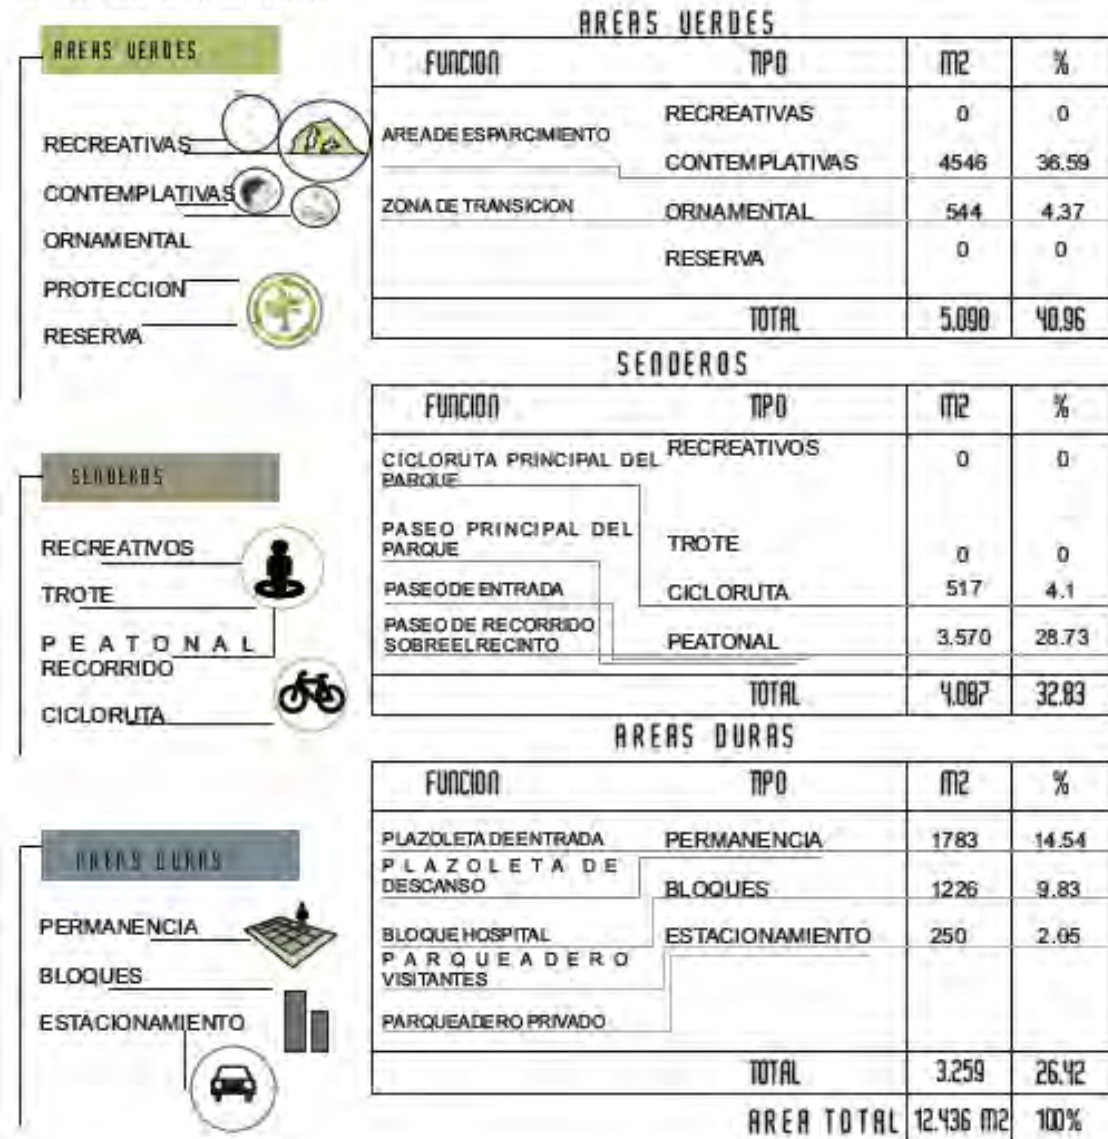 AREAS VERDES
RECREATIVAS
CONTEMPLATIVAS
ORNAMENTAL
PROTECCION
RESERVA
AREAS VERDES
FUNCION TIPO M2 %
AREA DE ESPARCIMIENTO RECREATIVAS 0 0
CONTEMPLATIVAS 4546 36.59
ZONA DE TRANSICION ORNAMENTAL 544 4.37
RESERVA 0 0
TOTAL 5.090 40.96
SENDEROS
RECREATIVOS
TROTE
PEATONAL
RECORRIDO
CICLORUTA
SENDEROS
FUNCION TIPO M2 %
CICLORUTA PRINCIPAL DEL RECREATIVOS 0 0
PARQUE
PASEO PRINCIPAL DEL
PARQUE TROTE 0 0
PASEO DE ENTRADA CICLORUTA 517 4.1
PASEO DE RECORRIDO
SOBRE EL RECINTO PEATONAL 3.570 28.73
TOTAL 4.087 32.83
AREAS DURAS
PERMANENCIA
BLOQUES
ESTACIONAMIENTO
AREAS DURAS
FUNCION TIPO M2 %
PLAZOLETA DE ENTRADA PERMANENCIA 1783 14.54
PLAZOLETA DE
DESCANSO BLOQUES 1226 9.83
BLOQUE HOSPITAL ESTACIONAMIENTO 250 2.05
PARQUEADERO
VISITANTES
PARQUEADERO PRIVADO
TOTAL 3.259 26.42
AREA TOTAL 12.436 M2 100%